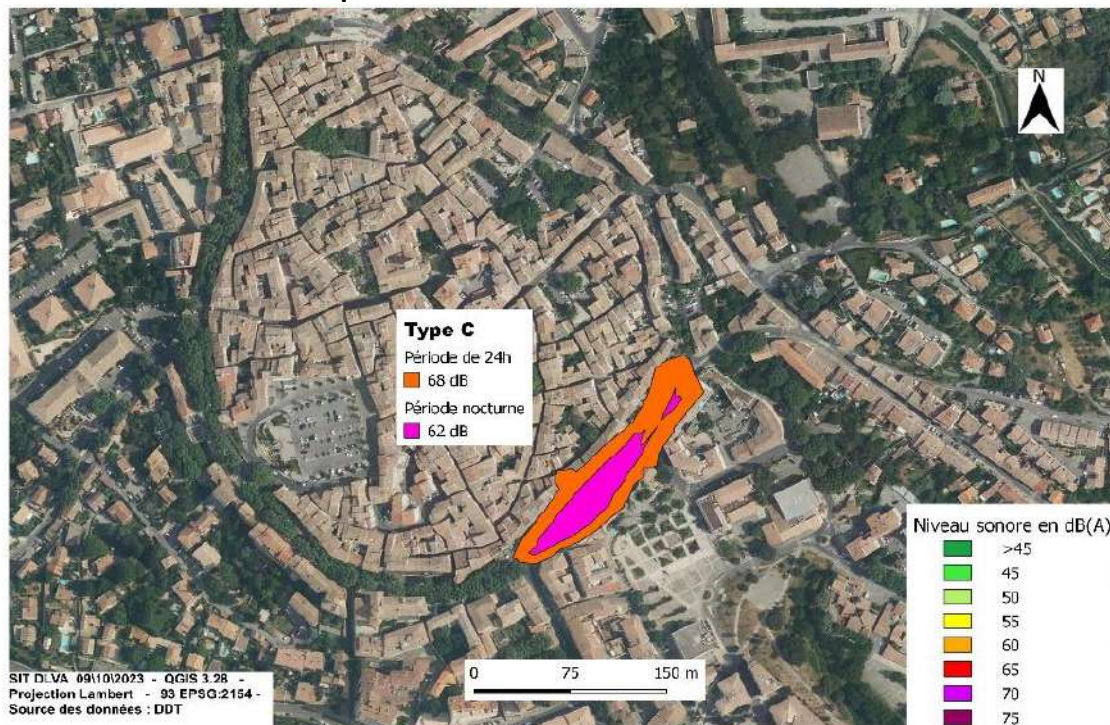 N
Type C
Période de 24h
68 dB
Période nocturne
62 dB
Niveau sonore en dB(A)
>45
45
50
55
60
65
70
75
0 75 150 m
SIT DLVA 09\10\2023 - QGIS 3.28 -
Projection Lambert - 93 EPSG:2154 -
Source des données : DDT